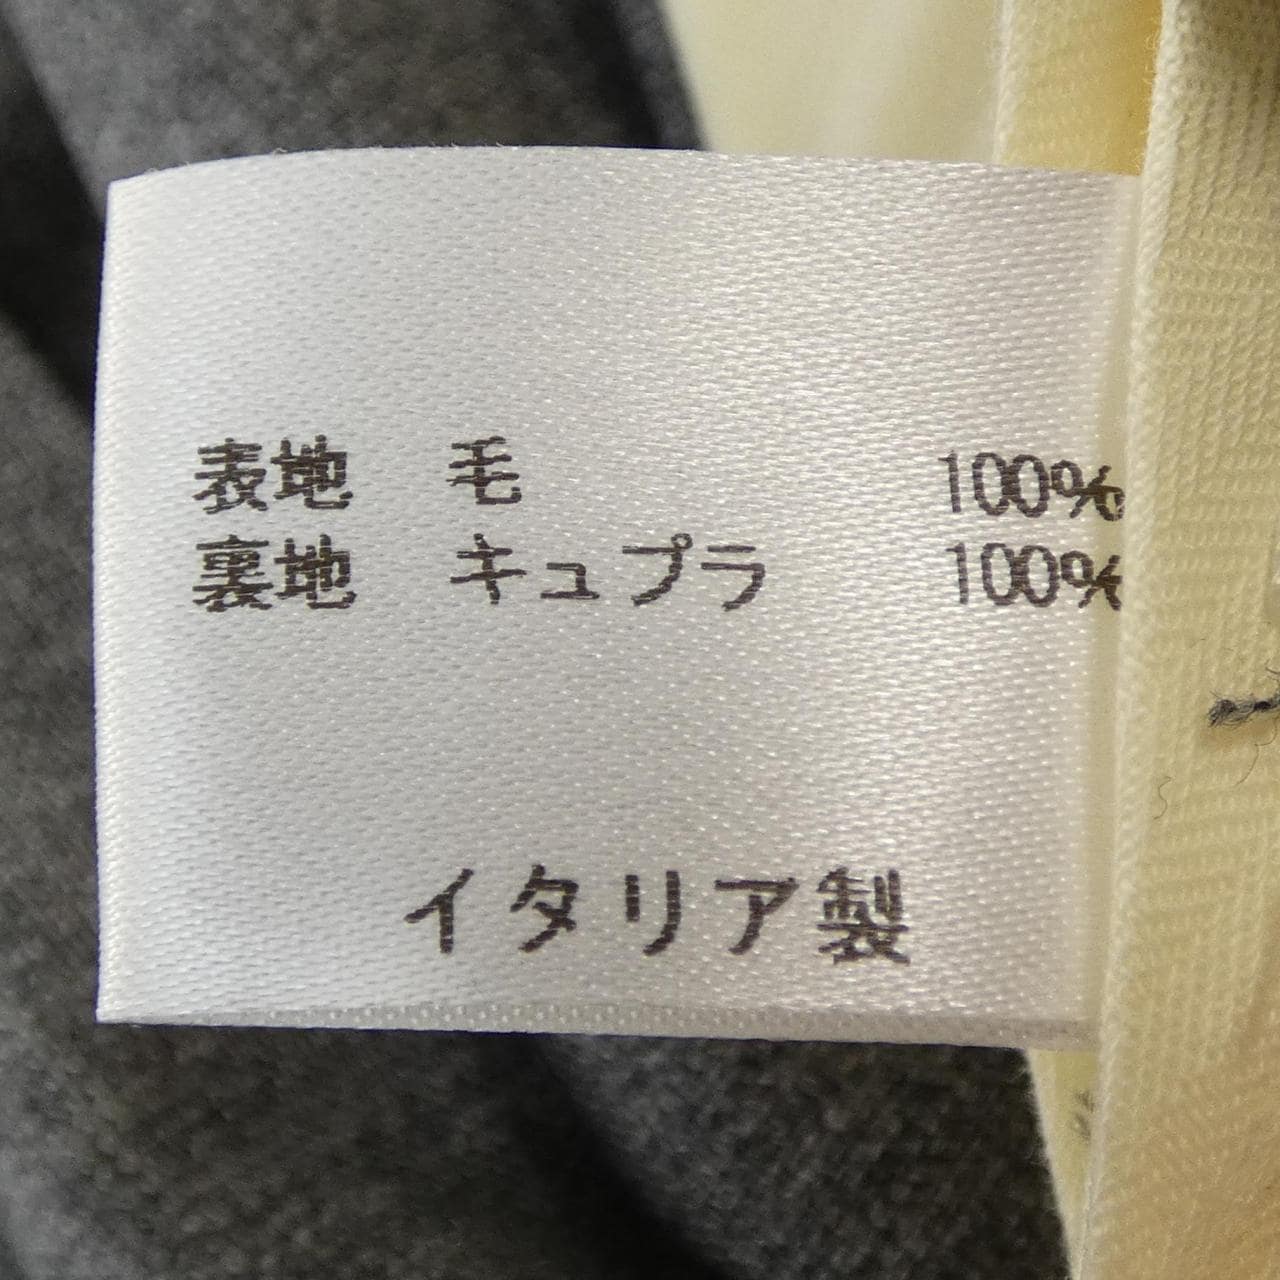 表地 毛 100%
裏地 キュプラ 100%
イタリア製